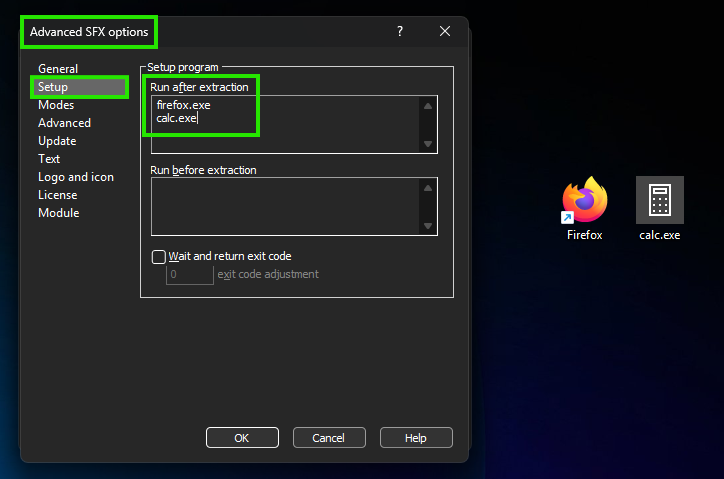 Advanced SFX options
?
General
Setup
Modes
Advanced
Update
Text
Logo and icon
License
Module
Setup program
Run after extraction
firefox.exe
calc.exe
Run before extraction
Wait and return exit code
0 exit code adjustment
OK Cancel Help
Firefox calc.exe